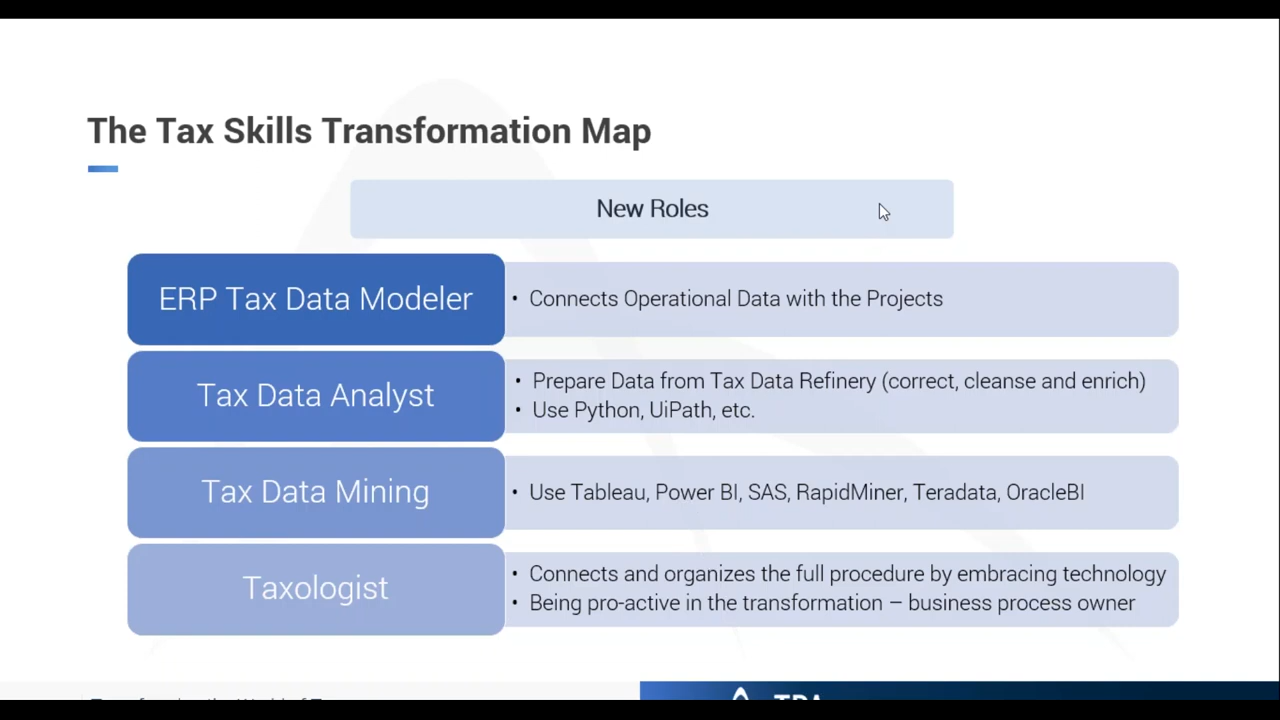 The Tax Skills Transformation Map
New Roles
ERP Tax Data Modeler
• Connects Operational Data with the Projects
Tax Data Analyst
• Prepare Data from Tax Data Refinery (correct, cleanse and enrich)
• Use Python, UiPath, etc.
Tax Data Mining
• Use Tableau, Power BI, SAS, RapidMiner, Teradata, OracleBI
Taxologist
• Connects and organizes the full procedure by embracing technology
• Being pro-active in the transformation – business process owner